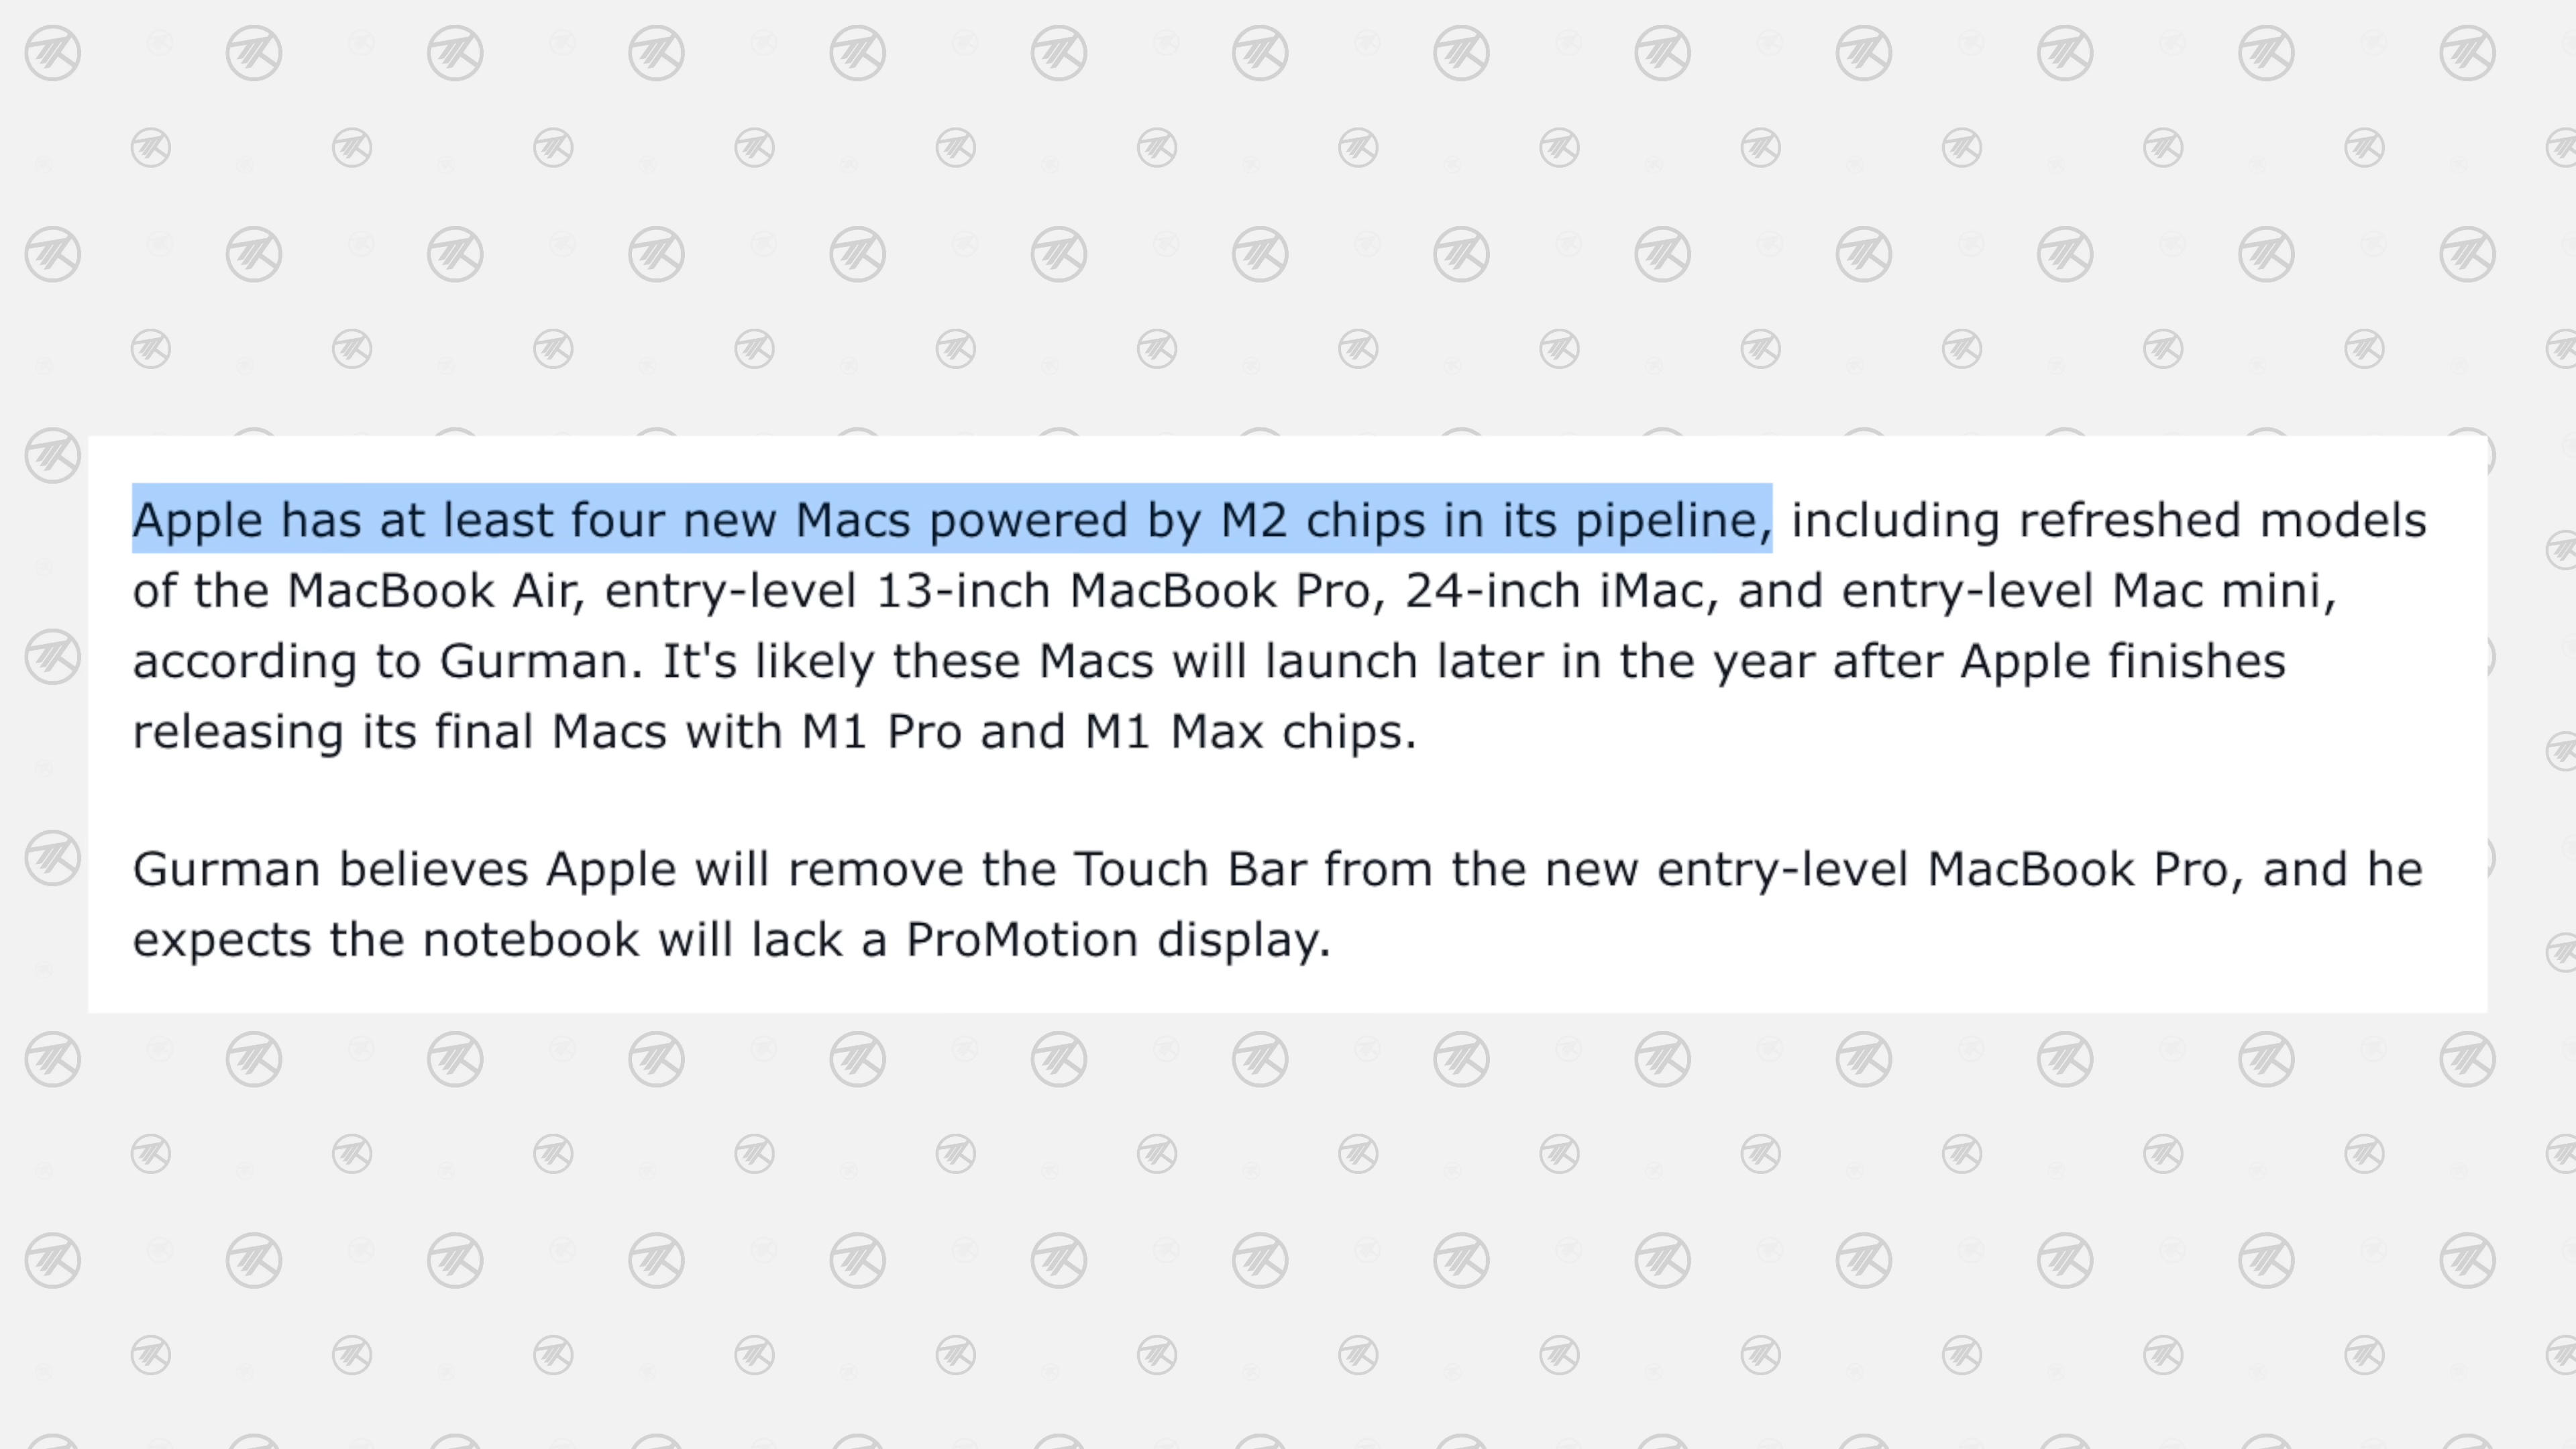 Apple has at least four new Macs powered by M2 chips in its pipeline, including refreshed models
of the MacBook Air, entry-level 13-inch MacBook Pro, 24-inch iMac, and entry-level Mac mini,
according to Gurman. It's likely these Macs will launch later in the year after Apple finishes
releasing its final Macs with M1 Pro and M1 Max chips.
Gurman believes Apple will remove the Touch Bar from the new entry-level MacBook Pro, and he
expects the notebook will lack a ProMotion display.